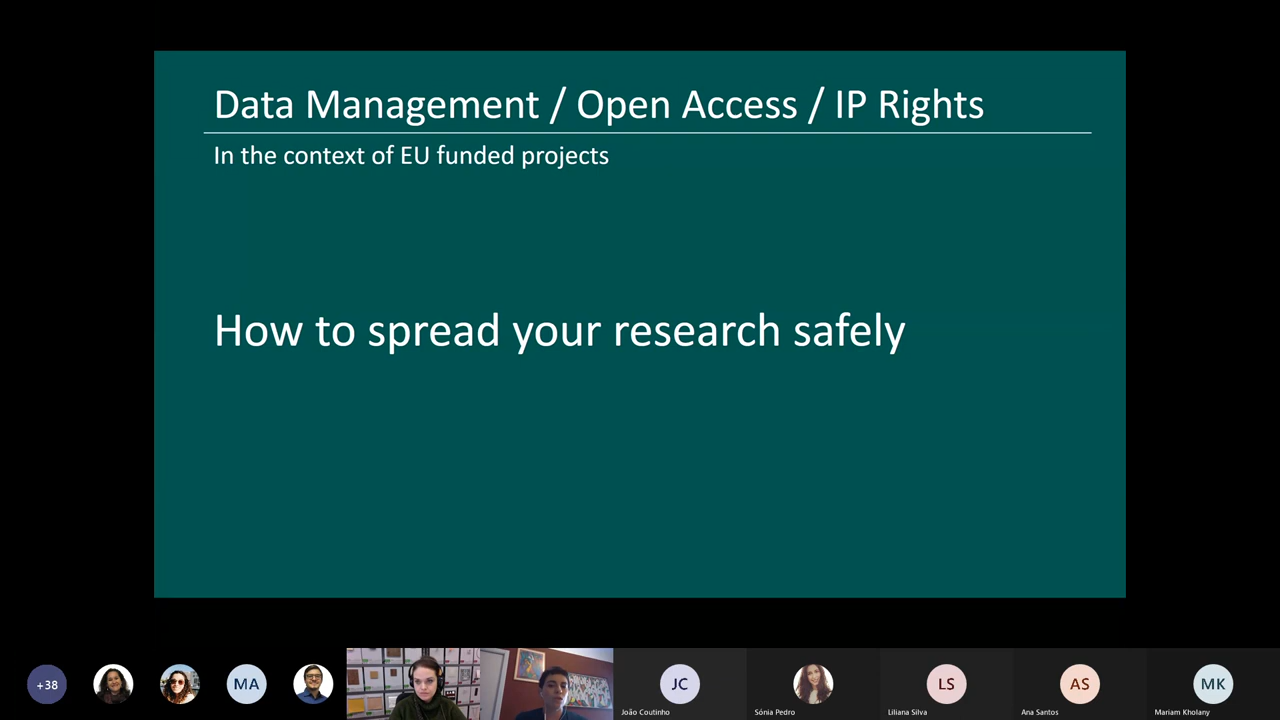 Data Management / Open Access / IP Rights
In the context of EU funded projects
How to spread your research safely
+38
MA
JC
João Coutinho
Sónia Pedro
LS
Liliana Silva
AS
Ana Santos
MK
Mariam Kholany